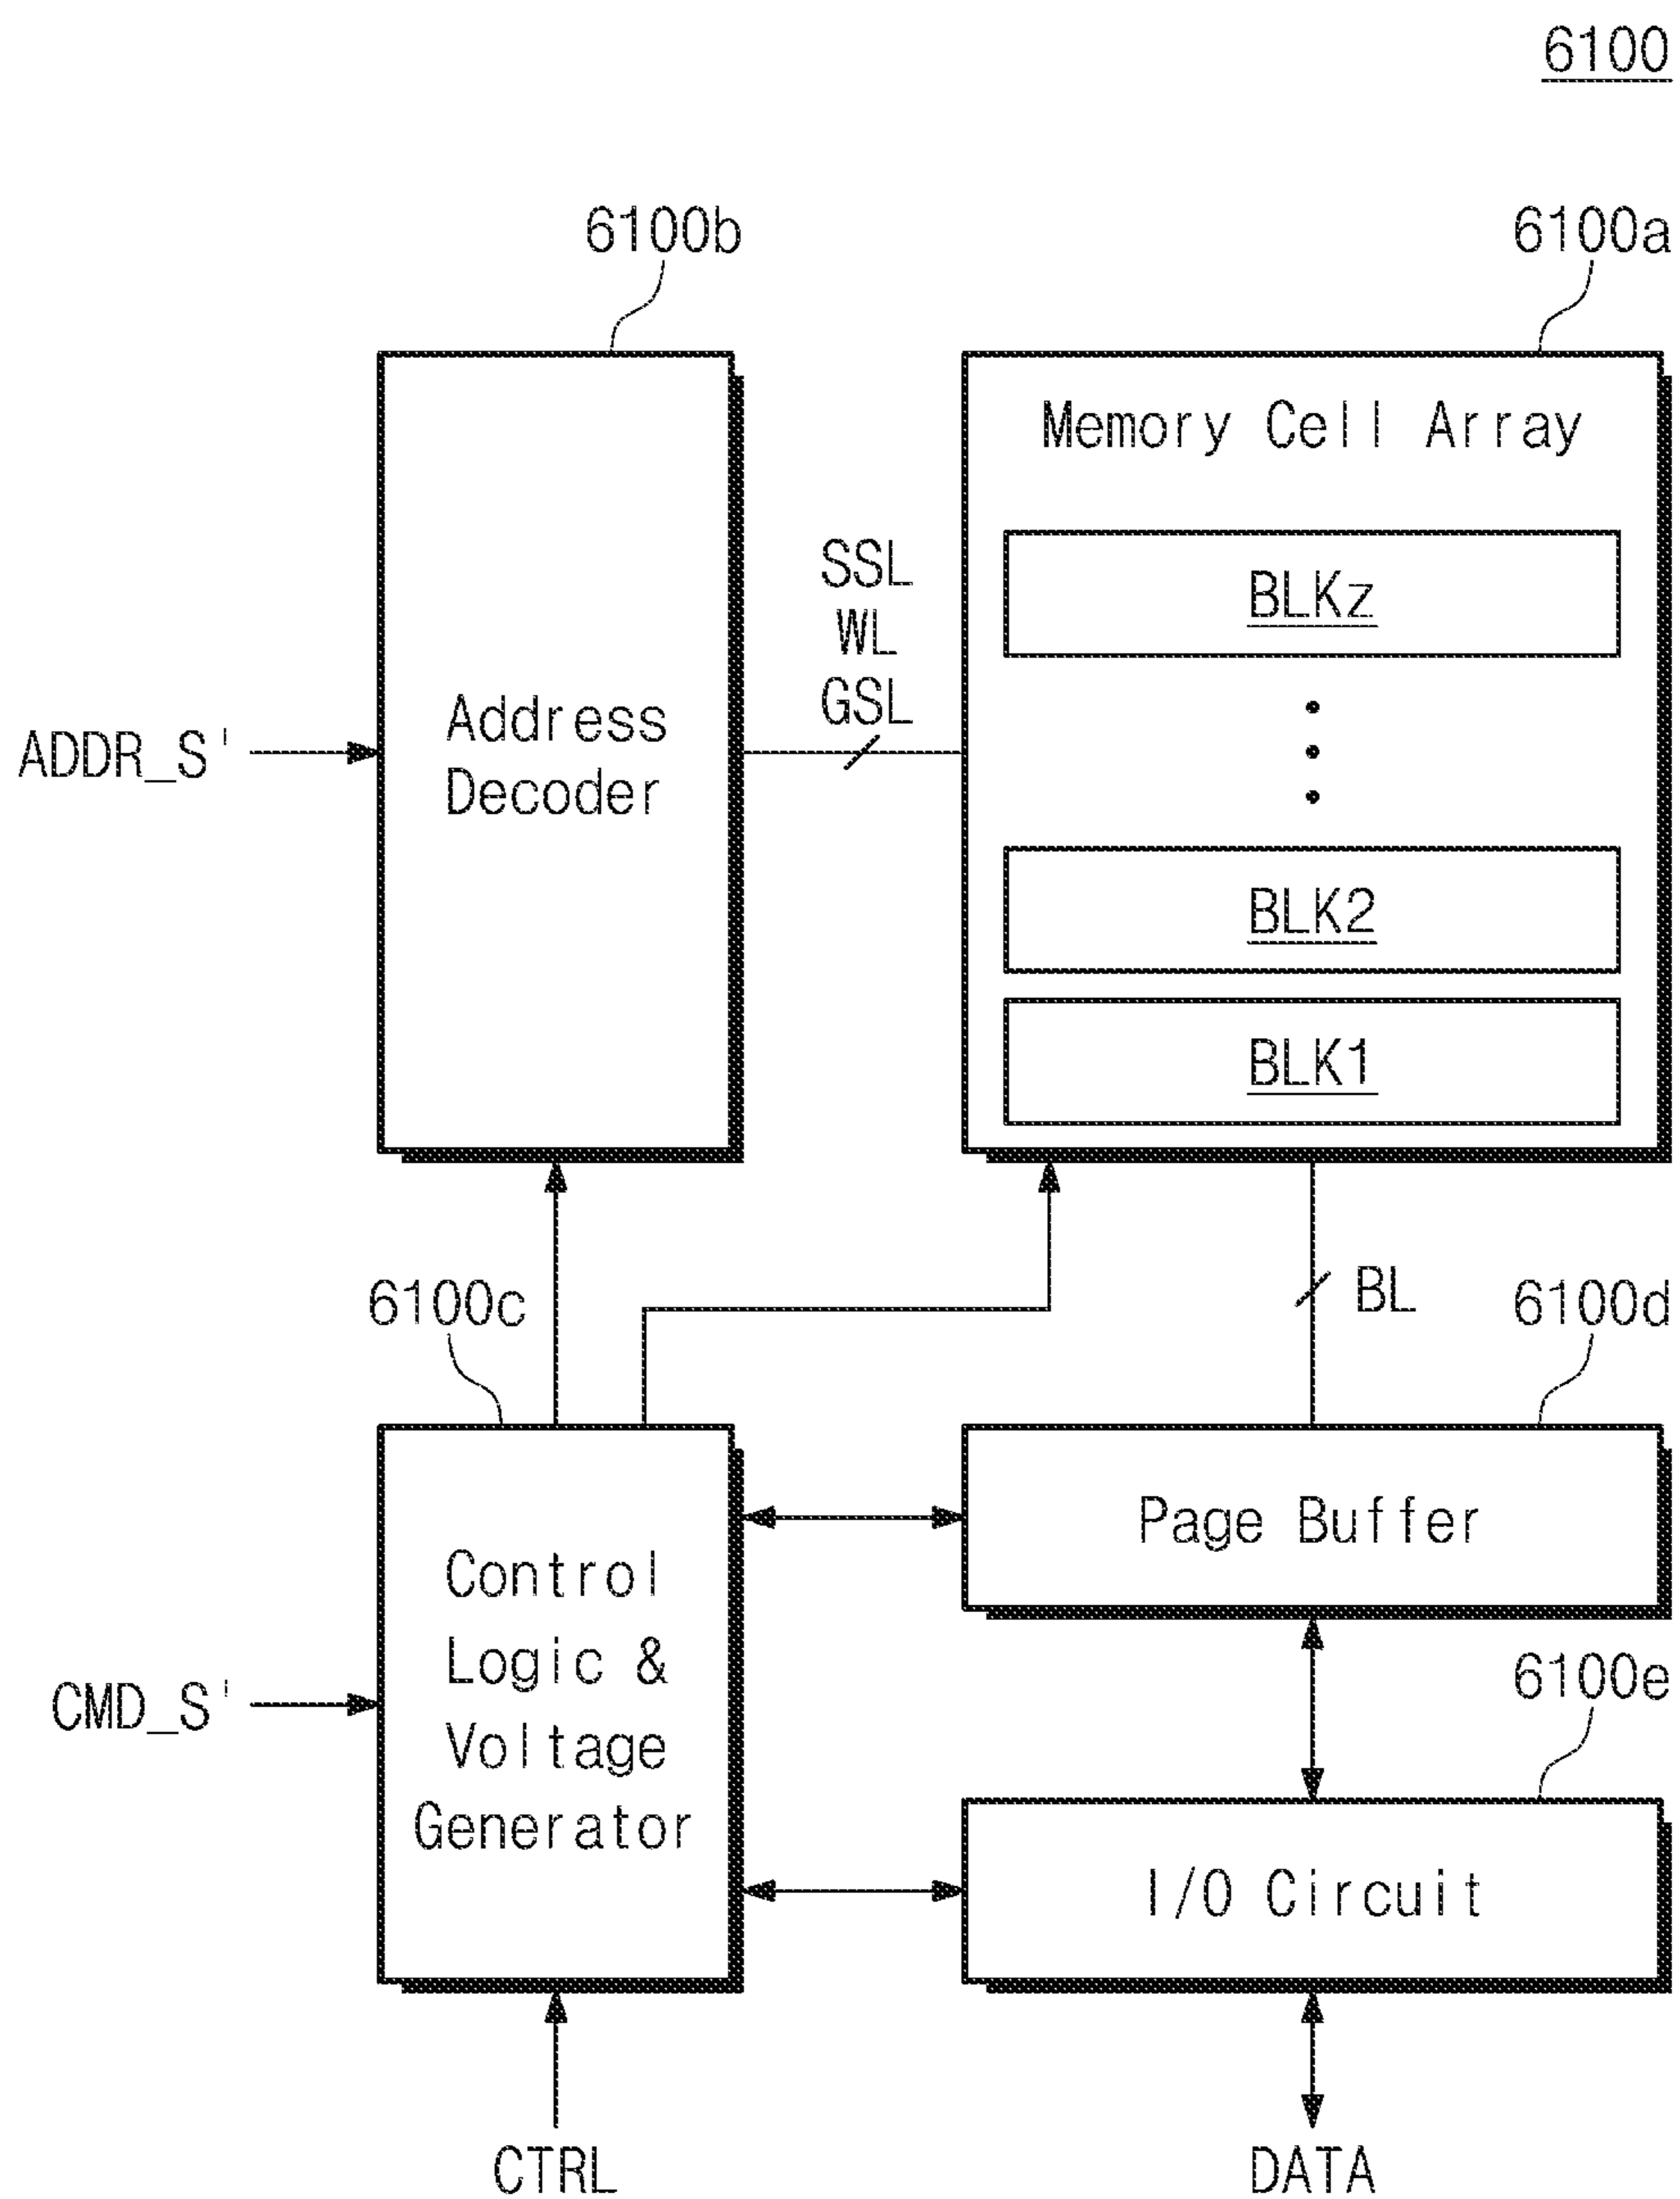 6100
6100b
6100a
Memory Cell Array
SSL
WL
GSL
BLKz
Address
Decoder
ADDR_S'
BLK2
BLK1
6100c
BL
6100d
Page Buffer
Control
Logic &
Voltage
Generator
CMD_S'
6100e
I/O Circuit
CTRL
DATA